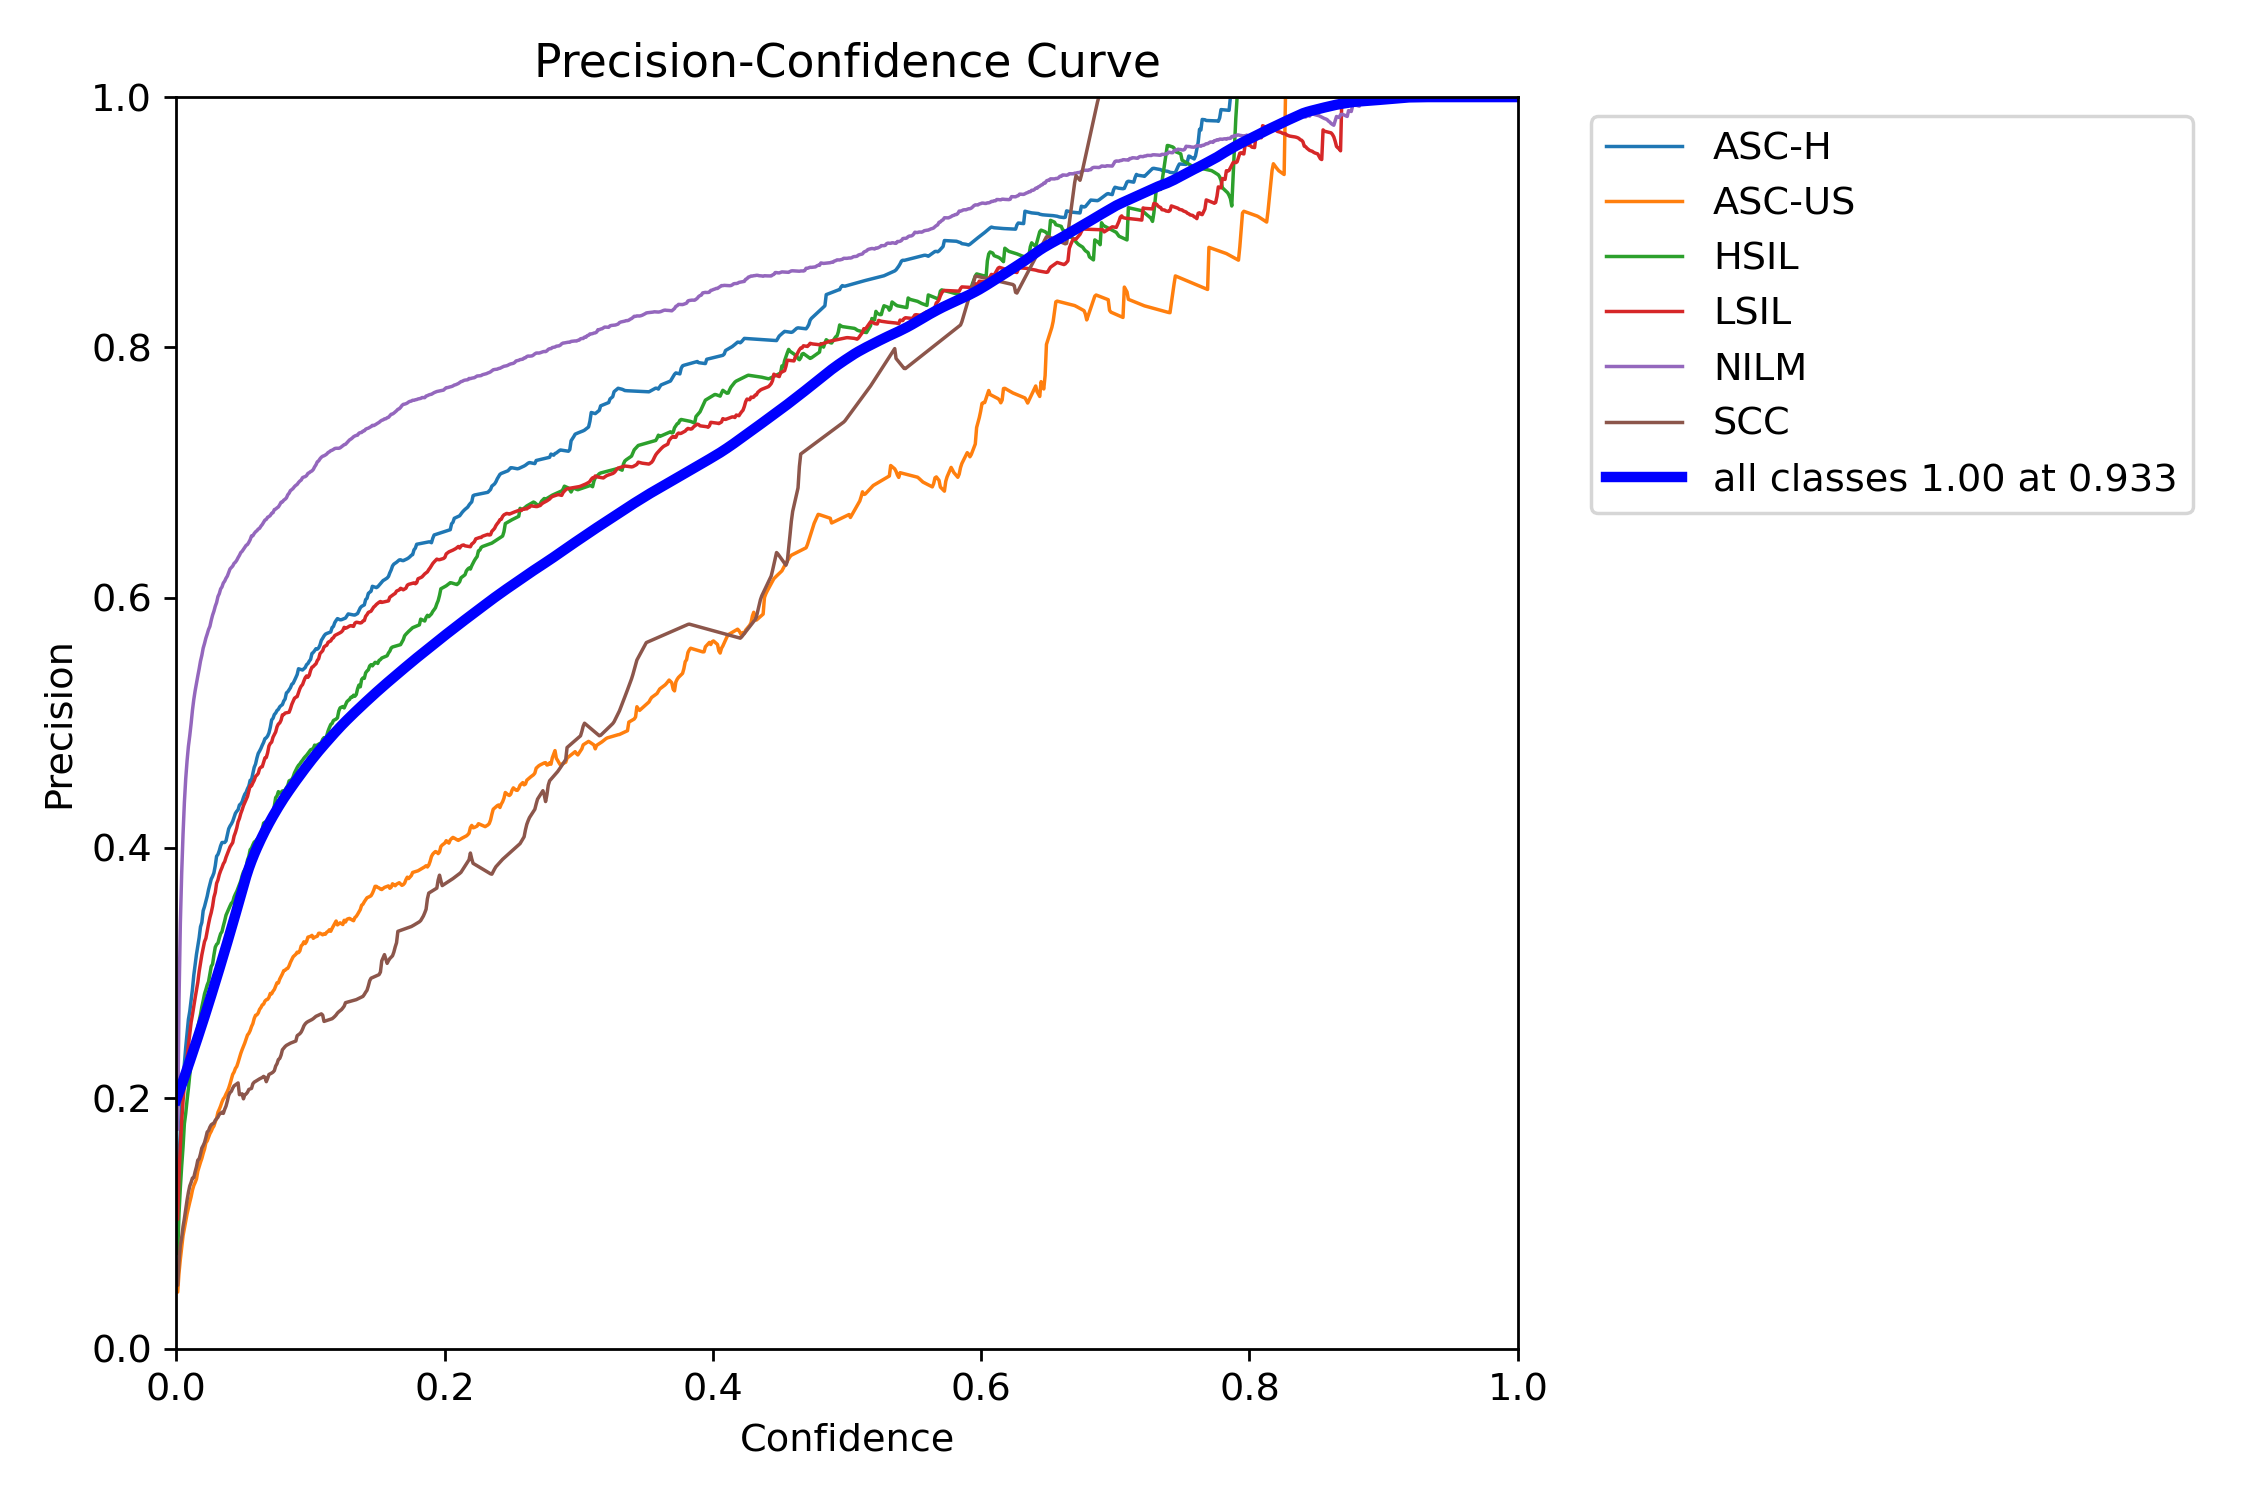 Precision-Confidence Curve
1.0
0.8
0.6
0.4
0.2
0.0
Precision
0.0 0.2 0.4 0.6 0.8 1.0
Confidence
ASC-H
ASC-US
HSIL
LSIL
NILM
SCC
all classes 1.00 at 0.933